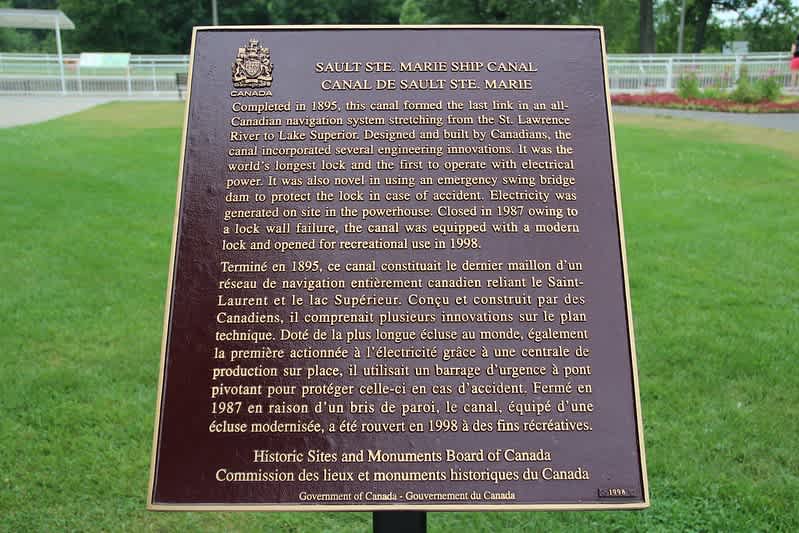 CANADA
SAULT STE. MARIE SHIP CANAL
CANAL DE SAULT STE. MARIE
Completed in 1895, this canal formed the last link in an all-
Canadian navigation system stretching from the St. Lawrence
River to Lake Superior. Designed and built by Canadians, the
canal incorporated several engineering innovations. It was the
world's longest lock and the first to operate with electrical
power. It was also novel in using an emergency swing bridge
dam to protect the lock in case of accident. Electricity was
generated on site in the powerhouse. Closed in 1987 owing to
a lock wall failure, the canal was equipped with a modern
lock and opened for recreational use in 1998.
Terminé en 1895, ce canal constituait le dernier maillon d'un
réseau de navigation entièrement canadien reliant le Saint-
Laurent et le lac Supérieur. Conçu et construit par des
Canadiens, il comprenait plusieurs innovations sur le plan
technique. Doté de la plus longue écluse au monde, également
la première actionnée à l'électricité grâce à une centrale de
production sur place, il utilisait un barrage d'urgence à pont
pivotant pour protéger celle-ci en cas d'accident. Fermé en
1987 en raison d'un bris de paroi, le canal, équipé d'une
écluse modernisée, a été rouvert en 1998 à des fins récréatives.
Historic Sites and Monuments Board of Canada
Commission des lieux et monuments historiques du Canada
Government of Canada - Gouvernement du Canada
1998